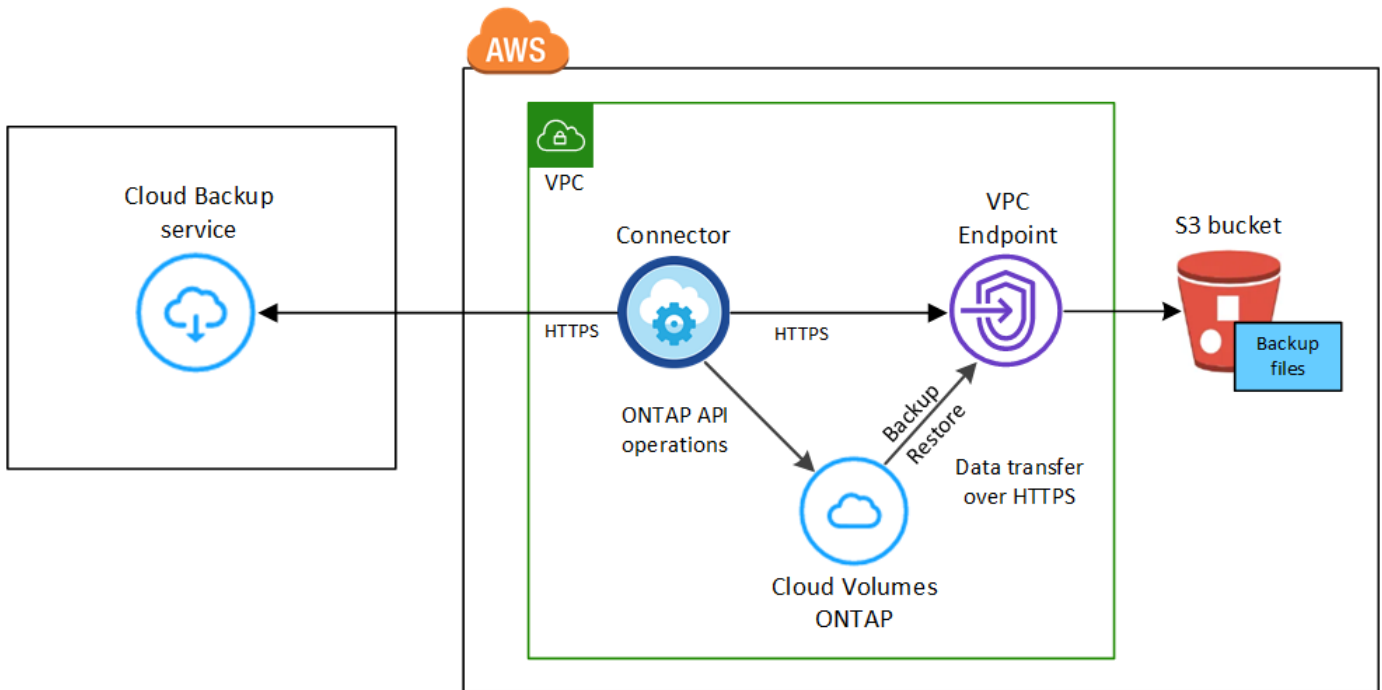 AWS
VPC
Cloud Backup
service
Connector
VPC
Endpoint
S3 bucket
HTTPS
HTTPS
Backup
files
ONTAP API
operations
Backup
Restore
Data transfer
over HTTPS
Cloud Volumes
ONTAP